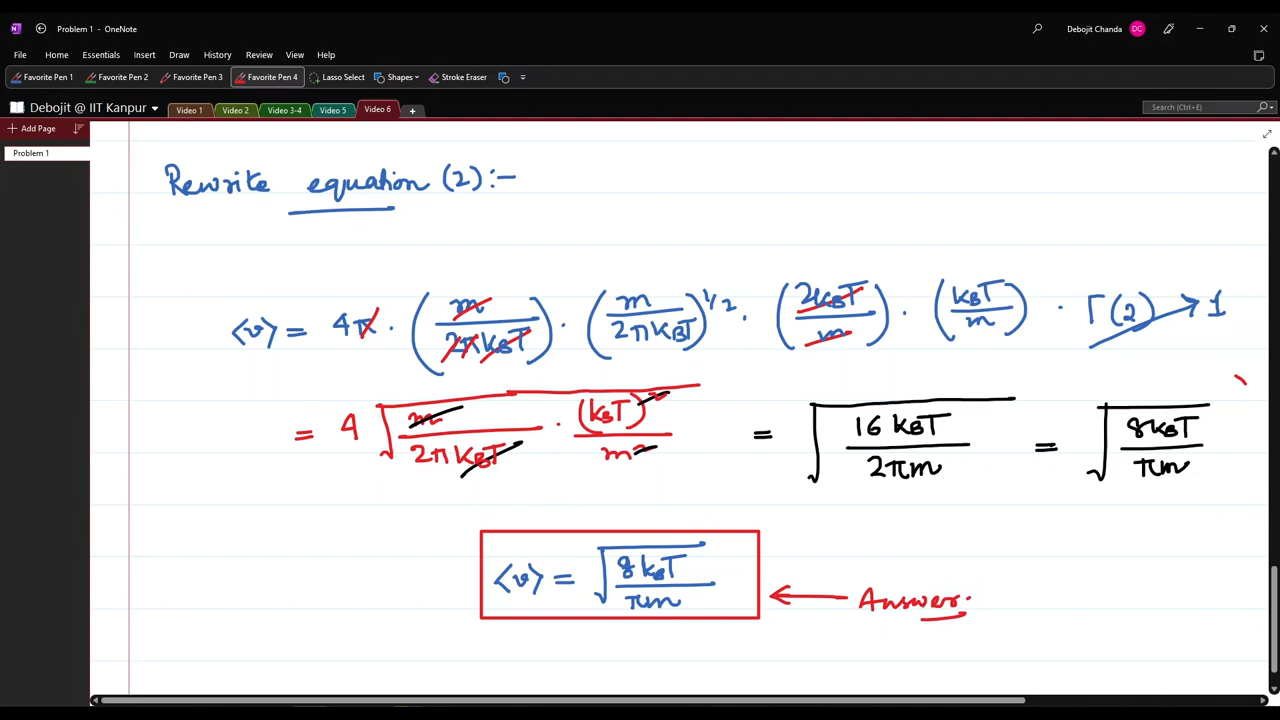 Problem 1 - OneNote
Debojit Chanda DC
File Home Essentials Insert Draw History Review View Help
Favorite Pen 1 Favorite Pen 2 Favorite Pen 3 Favorite Pen 4 Lasso Select Shapes Stroke Eraser
Debojit @ IIT Kanpur Video 1 Video 2 Video 3-4 Video 5 Video 6 + Search (Ctrl+E)
+ Add Page
Problem 1
Rewrite equation (2):-
⟨v⟩ = 4π · (m / 2πk_BT) · (m / 2πk_BT)^1/2 · (2k_BT / m) · (k_BT / m) · Γ(2) → 1
= 4 √(m / 2πk_BT · (k_BT)² / m²) = √(16 k_BT / 2πm) = √(8k_BT / πm)
⟨v⟩ = √(8 k_BT / πm) ← Answer.